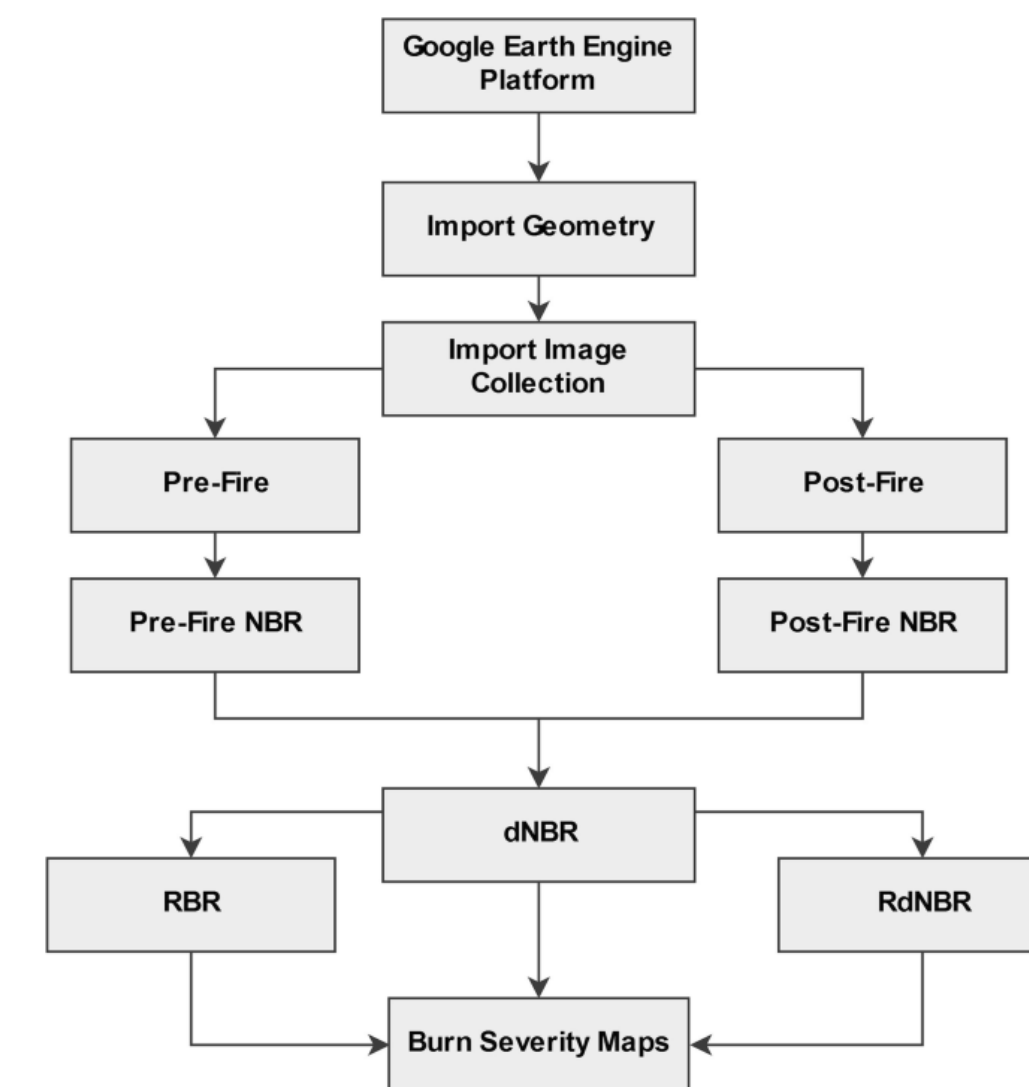 Google Earth Engine
Platform
Import Geometry
Import Image
Collection
Pre-Fire
Post-Fire
Pre-Fire NBR
Post-Fire NBR
dNBR
RBR
RdNBR
Burn Severity Maps